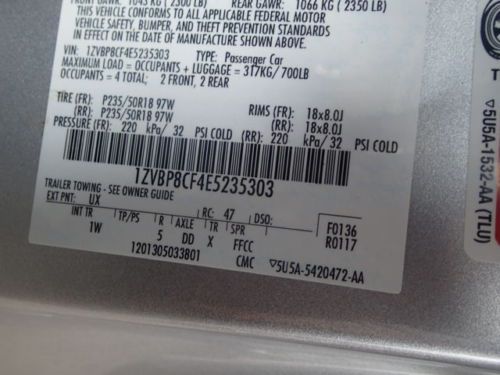 FRONT GAWR: 1043 KG ( 2300 LB) REAR GAWR: 1066 KG ( 2350 LB)
THIS VEHICLE CONFORMS TO ALL APPLICABLE FEDERAL MOTOR
VEHICLE SAFETY, BUMPER, AND THEFT PREVENTION STANDARDS
IN EFFECT ON THE DATE OF MANUFACTURE SHOWN ABOVE.
VIN: 1ZVBP8CF4E5235303
TYPE: Passenger Car
MAXIMUM LOAD= OCCUPANTS + LUGGAGE = 317KG/ 700LB
OCCUPANTS = 4 TOTAL; 2 FRONT, 2 REAR
TIRE (FR): P235/50R18 97W RIMS (FR): 18x8.0J
(RR): P235/50R18 97W (RR): 18x8.0J
PRESSURE (FR): 220 kPa/ 32 PSI COLD (RR): 220 kPa/ 32 PSI COLD
1ZVBP8CF4E5235303
TRAILER TOWING - SEE OWNER GUIDE
EXT PNT: UX RC: 47 DSO: F0136
INT TR TP/PS R AXLE TR SPR R0117
1W 5 DD X FFCC
1201305033801 CMC ▽5U5A-5420472-AA
▽5U5A-1532-AA (TLU)